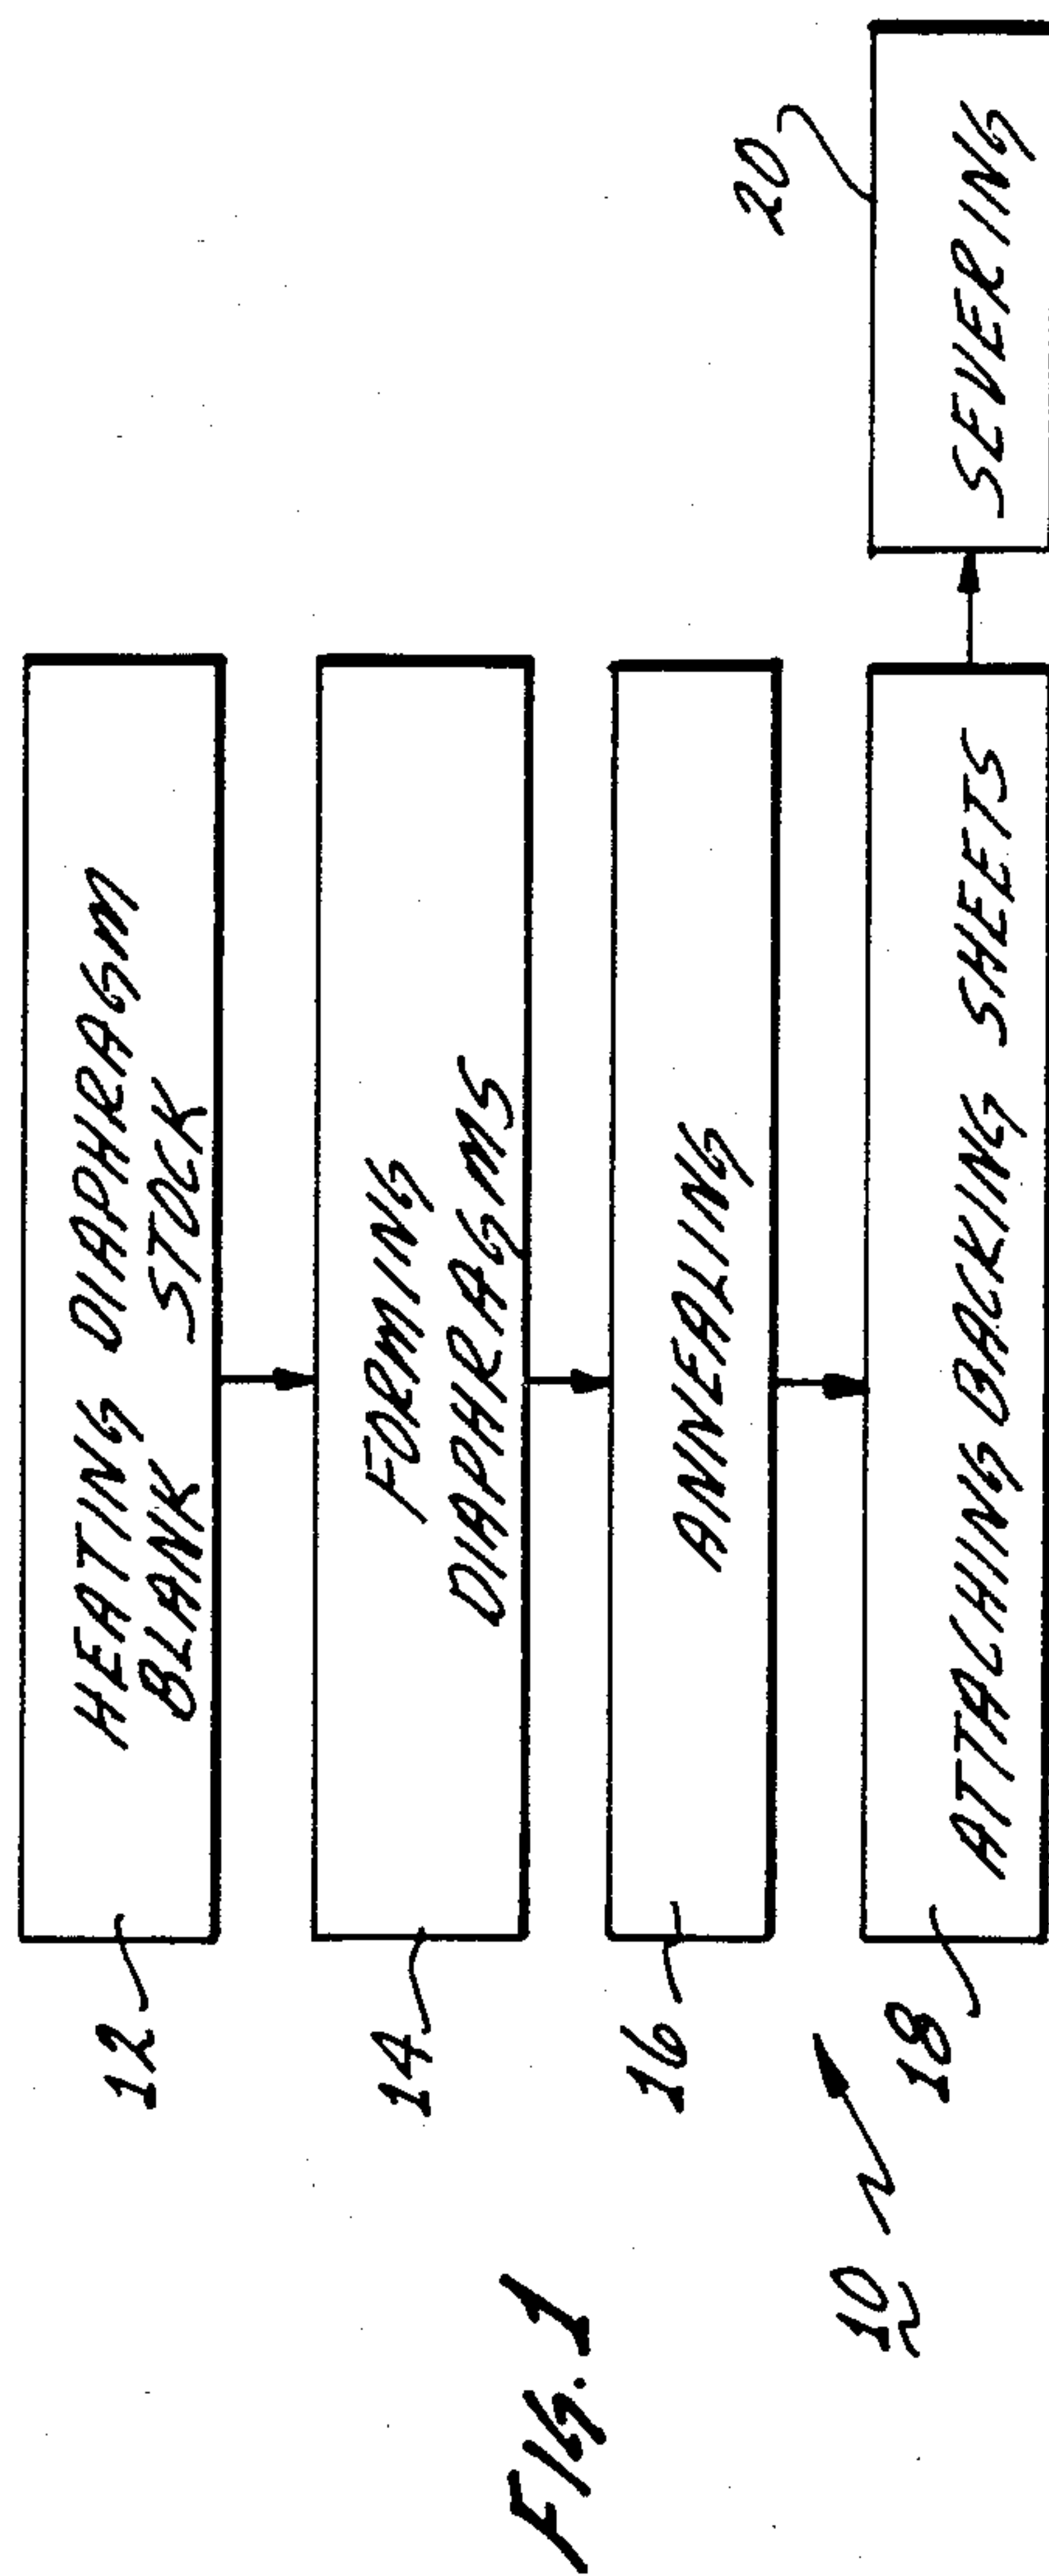 12
HEATING DIAPHRAGM
BLANK STOCK
14
FORMING
DIAPHRAGMS
FIG. 1
16
ANNEALING
20
10
18
ATTACHING BACKING SHEETS
SEVERING